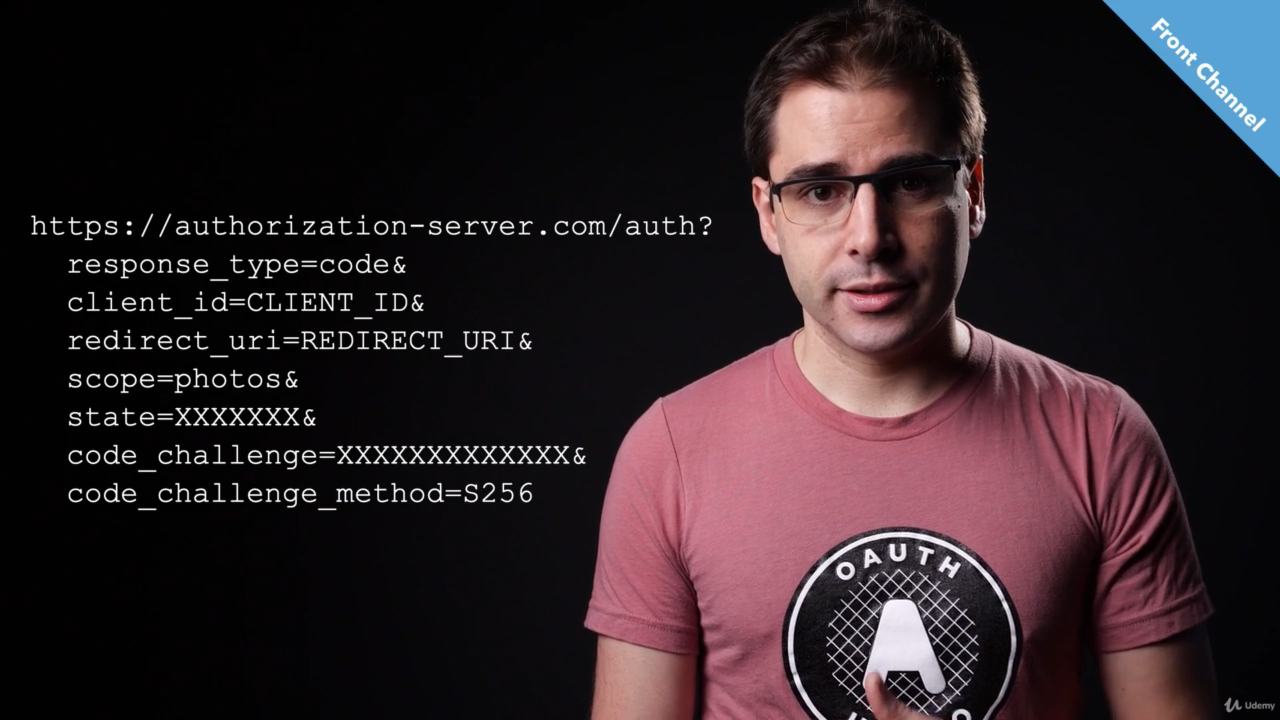 Front Channel
https://authorization-server.com/auth?
response_type=code&
client_id=CLIENT_ID&
redirect_uri=REDIRECT_URI&
scope=photos&
state=XXXXXXX&
code_challenge=XXXXXXXXXXXXX&
code_challenge_method=S256
OAUTH
A
Udemy